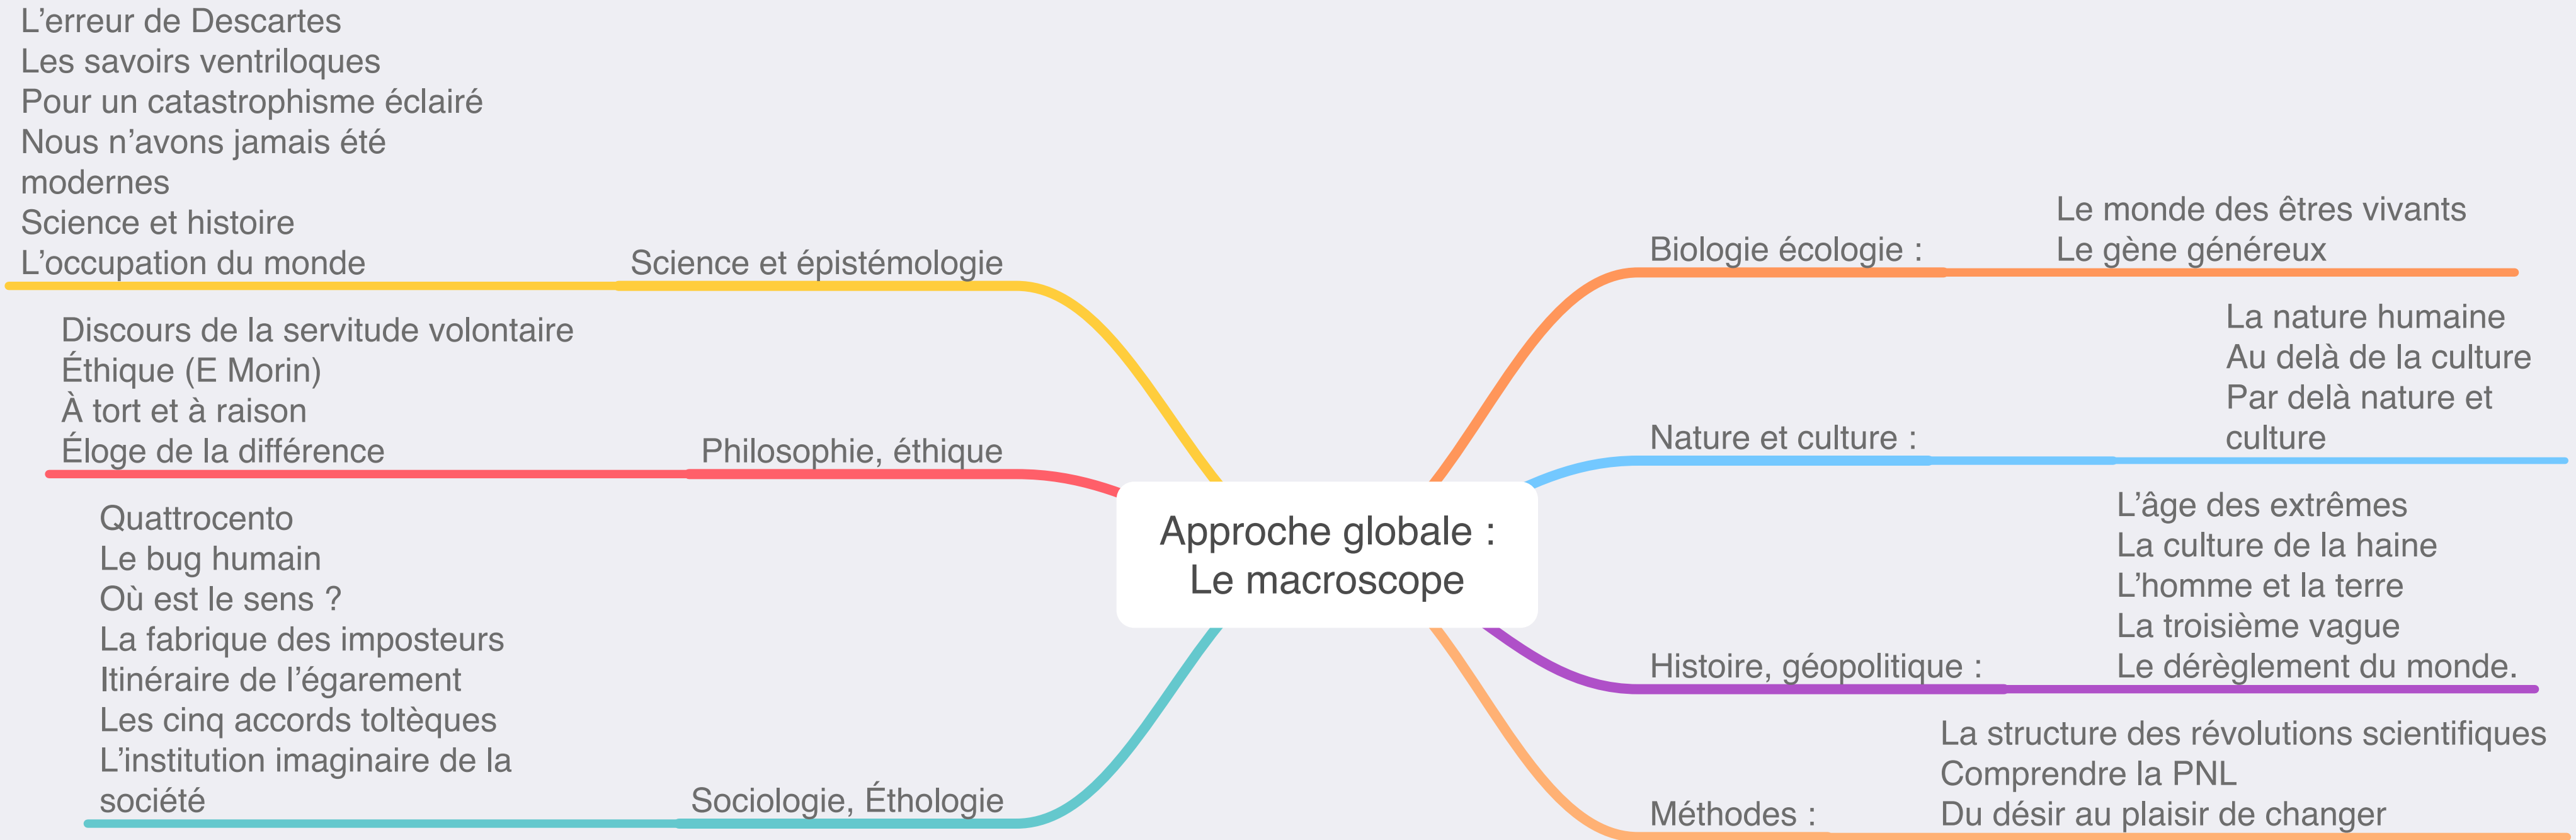 L'erreur de Descartes
Les savoirs ventriloques
Pour un catastrophisme éclairé
Nous n'avons jamais été
modernes
Science et histoire
L'occupation du monde
Science et épistémologie
Discours de la servitude volontaire
Éthique (E Morin)
À tort et à raison
Éloge de la différence
Philosophie, éthique
Quattrocento
Le bug humain
Où est le sens ?
La fabrique des imposteurs
Itinéraire de l'égarement
Les cinq accords toltèques
L'institution imaginaire de la
société
Sociologie, Éthologie
Approche globale :
Le macroscope
Biologie écologie :
Le monde des êtres vivants
Le gène généreux
Nature et culture :
La nature humaine
Au delà de la culture
Par delà nature et
culture
Histoire, géopolitique :
L'âge des extrêmes
La culture de la haine
L'homme et la terre
La troisième vague
Le dérèglement du monde.
Méthodes :
La structure des révolutions scientifiques
Comprendre la PNL
Du désir au plaisir de changer